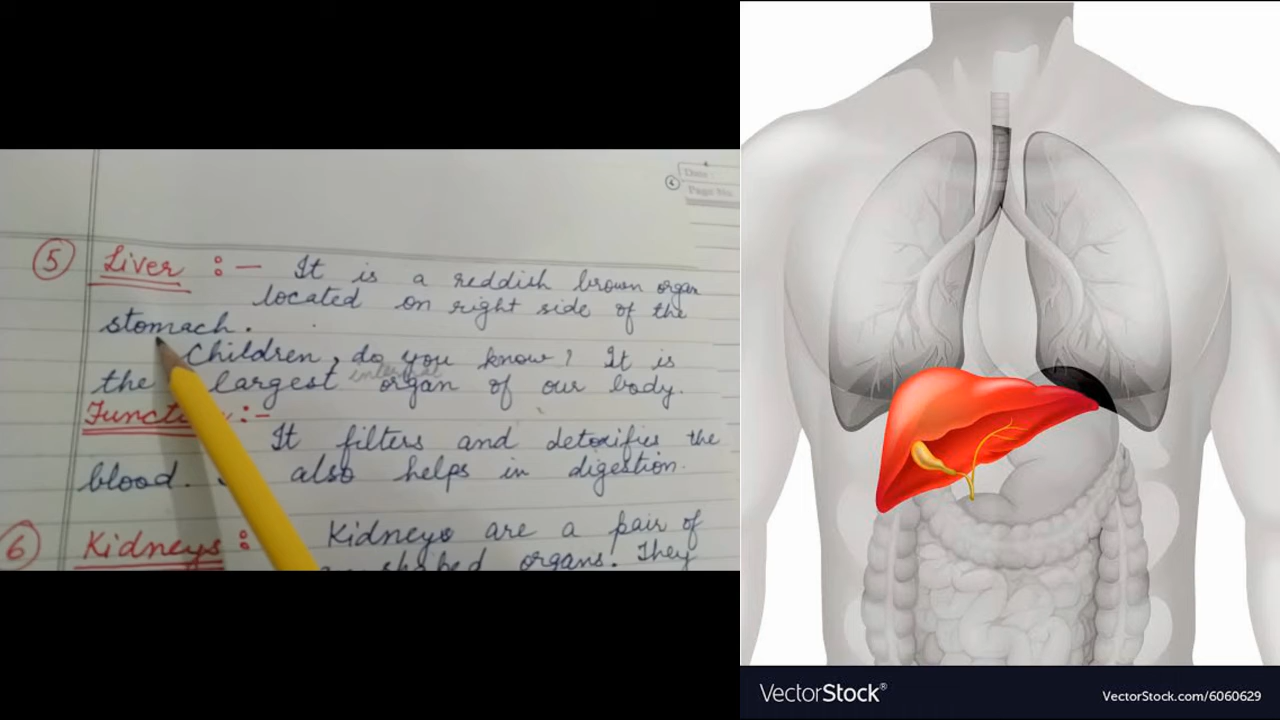 4
Date :
Page No.
5 Liver :- It is a reddish brown organ
located on right side of the
stomach.
Children, do you know? It is
the largest internal organ of our body.
Function :-
It filters and detoxifies the
blood. also helps in digestion.
6 Kidneys : Kidneys are a pair of
shaped organs. They
VectorStock®
VectorStock.com/6060629